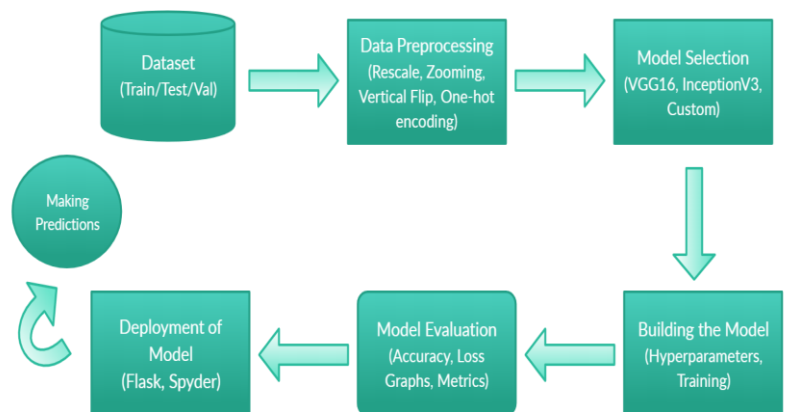 Dataset
(Train/Test/Val)
Data Preprocessing
(Rescale, Zooming,
Vertical Flip, One-hot
encoding)
Model Selection
(VGG16, InceptionV3,
Custom)
Building the Model
(Hyperparameters,
Training)
Model Evaluation
(Accuracy, Loss
Graphs, Metrics)
Deployment of
Model
(Flask, Spyder)
Making
Predictions